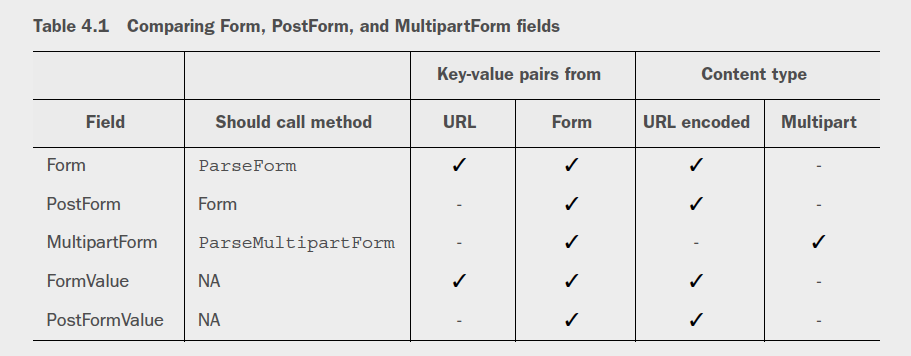 Table 4.1 Comparing Form, PostForm, and MultipartForm fields
Key-value pairs from Content type
Field Should call method URL Form URL encoded Multipart
Form ParseForm ✓ ✓ ✓ -
PostForm Form - ✓ ✓ -
MultipartForm ParseMultipartForm - ✓ - ✓
FormValue NA ✓ ✓ ✓ -
PostFormValue NA - ✓ ✓ -